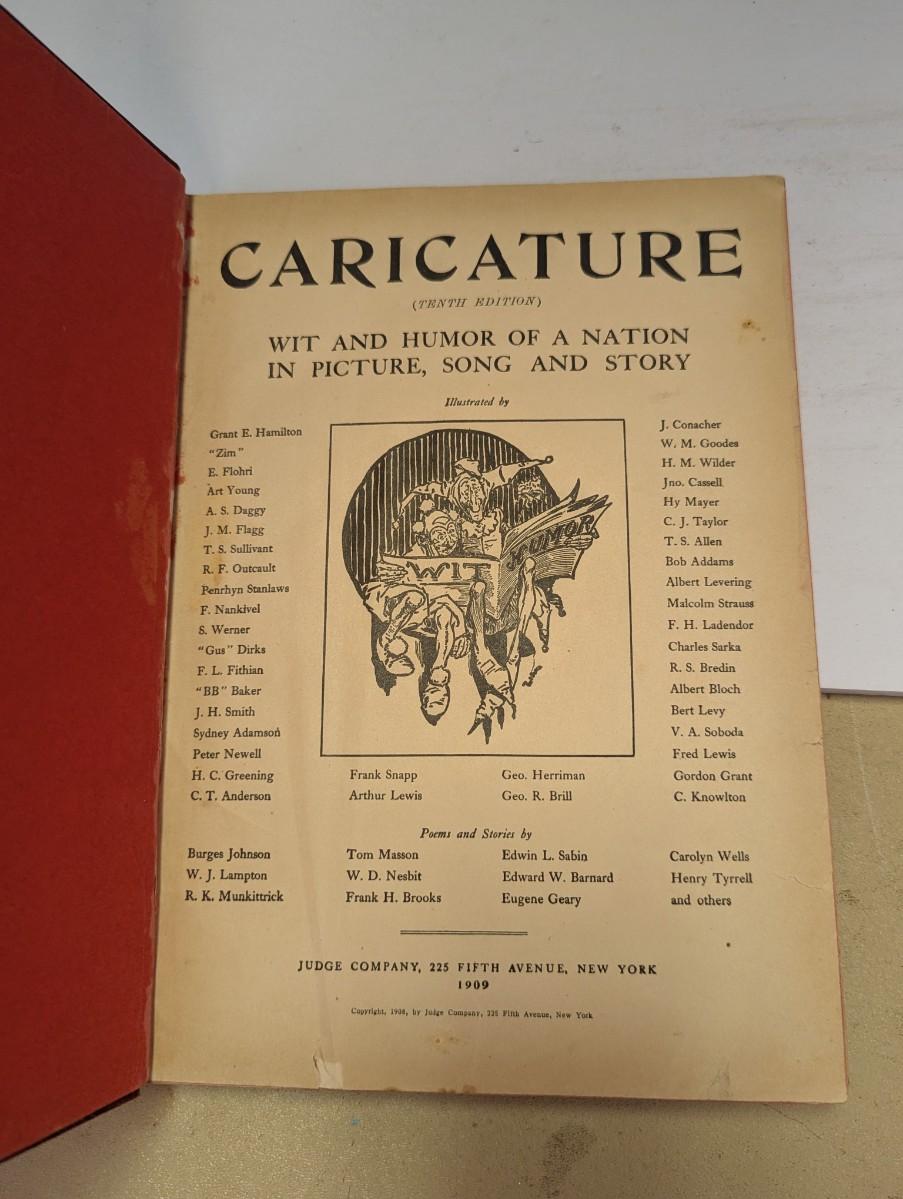 CARICATURE
(TENTH EDITION)
WIT AND HUMOR OF A NATION
IN PICTURE, SONG AND STORY
Illustrated by
Grant E. Hamilton
"Zim"
E. Flohri
Art Young
A. S. Daggy
J. M. Flagg
T. S. Sullivant
R. F. Outcault
Penrhyn Stanlaws
F. Nankivel
S. Werner
"Gus" Dirks
F. L. Fithian
"BB" Baker
J. H. Smith
Sydney Adamson
Peter Newell
H. C. Greening
C. T. Anderson
WIT
HUMOR
Frank Snapp
Arthur Lewis
Geo. Herriman
Geo. R. Brill
J. Conacher
W. M. Goodes
H. M. Wilder
Jno. Cassell
Hy Mayer
C. J. Taylor
T. S. Allen
Bob Addams
Albert Levering
Malcolm Strauss
F. H. Ladendor
Charles Sarka
R. S. Bredin
Albert Bloch
Bert Levy
V. A. Soboda
Fred Lewis
Gordon Grant
C. Knowlton
Poems and Stories by
Burges Johnson
W. J. Lampton
R. K. Munkittrick
Tom Masson
W. D. Nesbit
Frank H. Brooks
Edwin L. Sabin
Edward W. Barnard
Eugene Geary
Carolyn Wells
Henry Tyrrell
and others
JUDGE COMPANY, 225 FIFTH AVENUE, NEW YORK
1909
Copyright, 1908, by Judge Company, 225 Fifth Avenue, New York